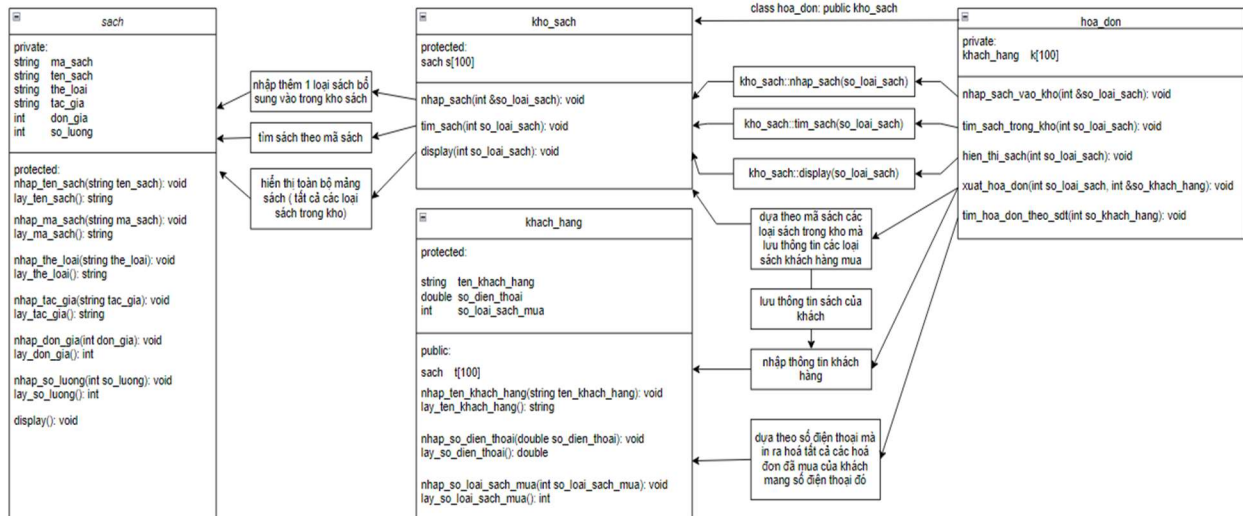 sach
private:
string ma_sach
string ten_sach
string the_loai
string tac_gia
int don_gia
int so_luong
protected:
nhap_ten_sach(string ten_sach): void
lay_ten_sach(): string
nhap_ma_sach(string ma_sach): void
lay_ma_sach(): string
nhap_the_loai(string the_loai): void
lay_the_loai(): string
nhap_tac_gia(string tac_gia): void
lay_tac_gia(): string
nhap_don_gia(int don_gia): void
lay_don_gia(): int
nhap_so_luong(int so_luong): void
lay_so_luong(): int
display(): void
nhập thêm 1 loại sách bổ
sung vào trong kho sách
tìm sách theo mã sách
hiển thị toàn bộ mảng
sách ( tất cả các loại
sách trong kho)
kho_sach
protected:
sach s[100]
nhap_sach(int &so_loai_sach): void
tim_sach(int so_loai_sach): void
display(int so_loai_sach): void
khach_hang
protected:
string ten_khach_hang
double so_dien_thoai
int so_loai_sach_mua
public:
sach t[100]
nhap_ten_khach_hang(string ten_khach_hang): void
lay_ten_khach_hang(): string
nhap_so_dien_thoai(double so_dien_thoai): void
lay_so_dien_thoai(): double
nhap_so_loai_sach_mua(int so_loai_sach_mua): void
lay_so_loai_sach_mua(): int
class hoa_don: public kho_sach
kho_sach::nhap_sach(so_loai_sach)
kho_sach::tim_sach(so_loai_sach)
kho_sach::display(so_loai_sach)
dựa theo mã sách các
loại sách trong kho mà
lưu thông tin các loại
sách khách hàng mua
lưu thông tin sách của
khách
nhập thông tin khách
hàng
dựa theo số điện thoại mà
in ra hoá tất cả các hoá
đơn đã mua của khách
mang số điện thoại đó
hoa_don
private:
khach_hang k[100]
nhap_sach_vao_kho(int &so_loai_sach): void
tim_sach_trong_kho(int so_loai_sach): void
hien_thi_sach(int so_loai_sach): void
xuat_hoa_don(int so_loai_sach, int &so_khach_hang): void
tim_hoa_don_theo_sdt(int so_khach_hang): void